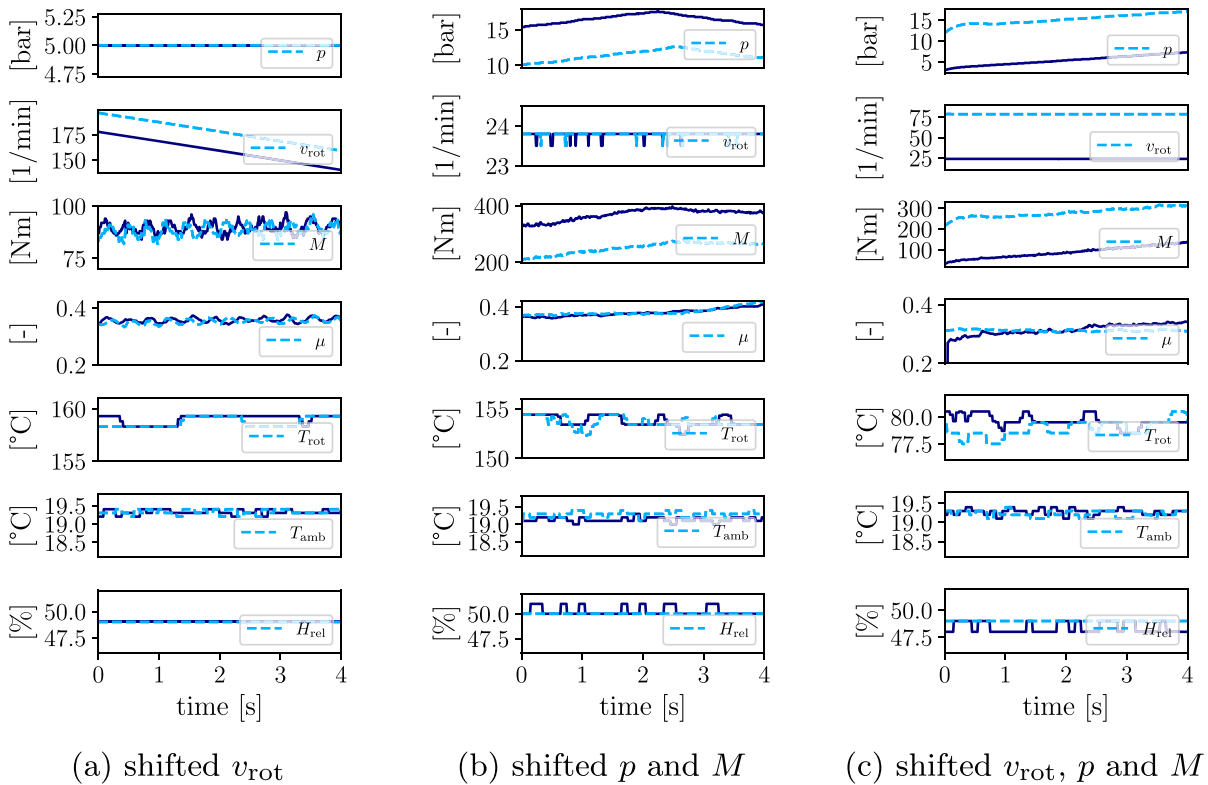 [bar]
5.25
5.00
4.75
p
[1/min]
175
150
v_rot
[Nm]
100
75
M
[-]
0.4
0.2
μ
[°C]
160
155
T_rot
[°C]
19.5
19.0
18.5
T_amb
[%]
50.0
47.5
H_rel
0 1 2 3 4
time [s]
(a) shifted v_rot
[bar]
15
10
p
[1/min]
24
23
v_rot
[Nm]
400
200
M
[-]
0.4
0.2
μ
[°C]
155
150
T_rot
[°C]
19.5
19.0
18.5
T_amb
[%]
50.0
47.5
H_rel
0 1 2 3 4
time [s]
(b) shifted p and M
[bar]
15
10
5
p
[1/min]
75
50
25
v_rot
[Nm]
300
200
100
M
[-]
0.4
0.2
μ
[°C]
80.0
77.5
T_rot
[°C]
19.5
19.0
18.5
T_amb
[%]
50.0
47.5
H_rel
0 1 2 3 4
time [s]
(c) shifted v_rot, p and M